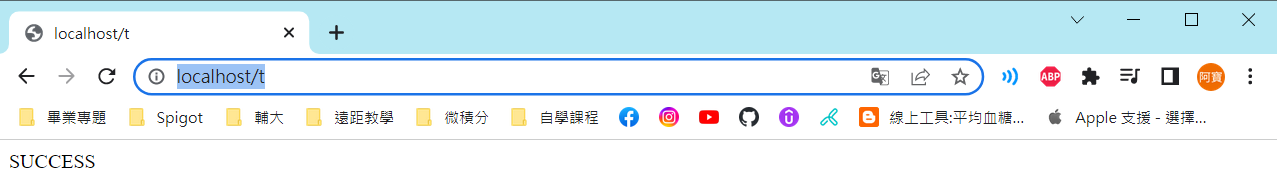 localhost/t
localhost/t
ABP
阿寶
畢業專題 Spigot 輔大 遠距教學 微積分 自學課程 線上工具:平均血糖... Apple 支援 - 選擇...
SUCCESS